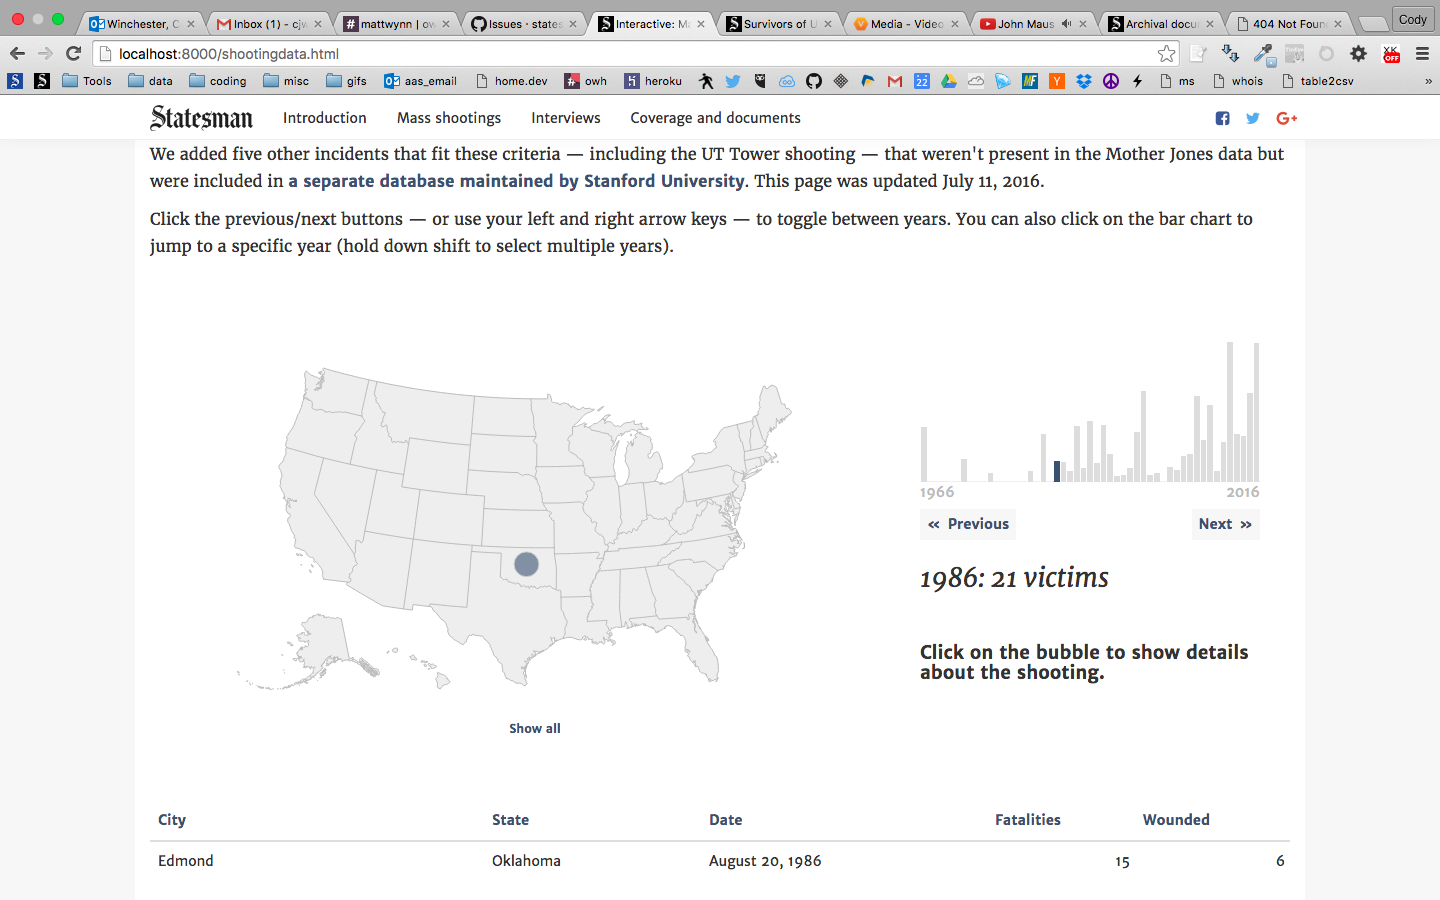 Winchester, C
Inbox (1) - cjw
mattwynn | ow
Issues · states
Interactive: Ma
Survivors of U
Media - Video
John Maus
Archival docu
404 Not Foun
Cody
localhost:8000/shootingdata.html
XK
OFF
Tools
data
coding
misc
gifs
aas_email
home.dev
owh
heroku
22
MF
Y
ms
whois
table2csv
»
Statesman
Introduction
Mass shootings
Interviews
Coverage and documents
G+
We added five other incidents that fit these criteria — including the UT Tower shooting — that weren't present in the Mother Jones data but
were included in a separate database maintained by Stanford University. This page was updated July 11, 2016.
Click the previous/next buttons — or use your left and right arrow keys — to toggle between years. You can also click on the bar chart to
jump to a specific year (hold down shift to select multiple years).
1966
2016
« Previous
Next »
1986: 21 victims
Click on the bubble to show details
about the shooting.
Show all
City State Date Fatalities Wounded
Edmond Oklahoma August 20, 1986 15 6